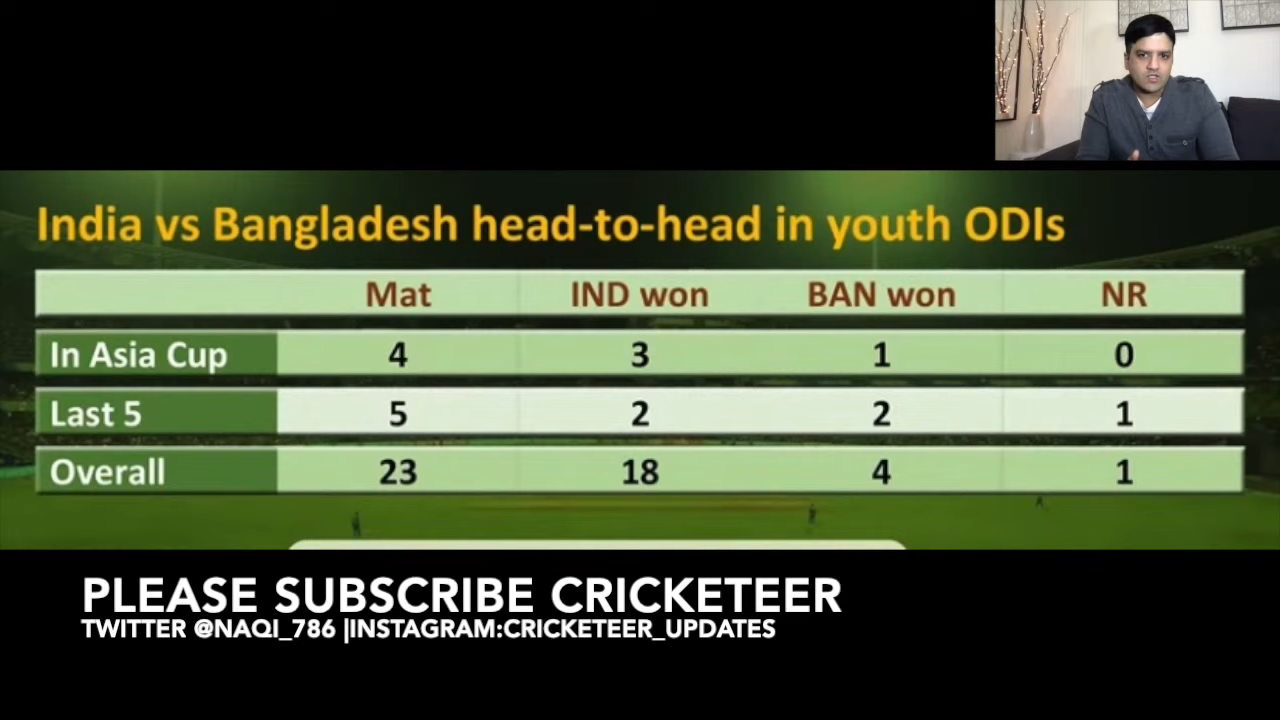 India vs Bangladesh head-to-head in youth ODIs
Mat IND won BAN won NR
In Asia Cup 4 3 1 0
Last 5 5 2 2 1
Overall 23 18 4 1
PLEASE SUBSCRIBE CRICKETEER
TWITTER @NAQI_786 |INSTAGRAM:CRICKETEER_UPDATES